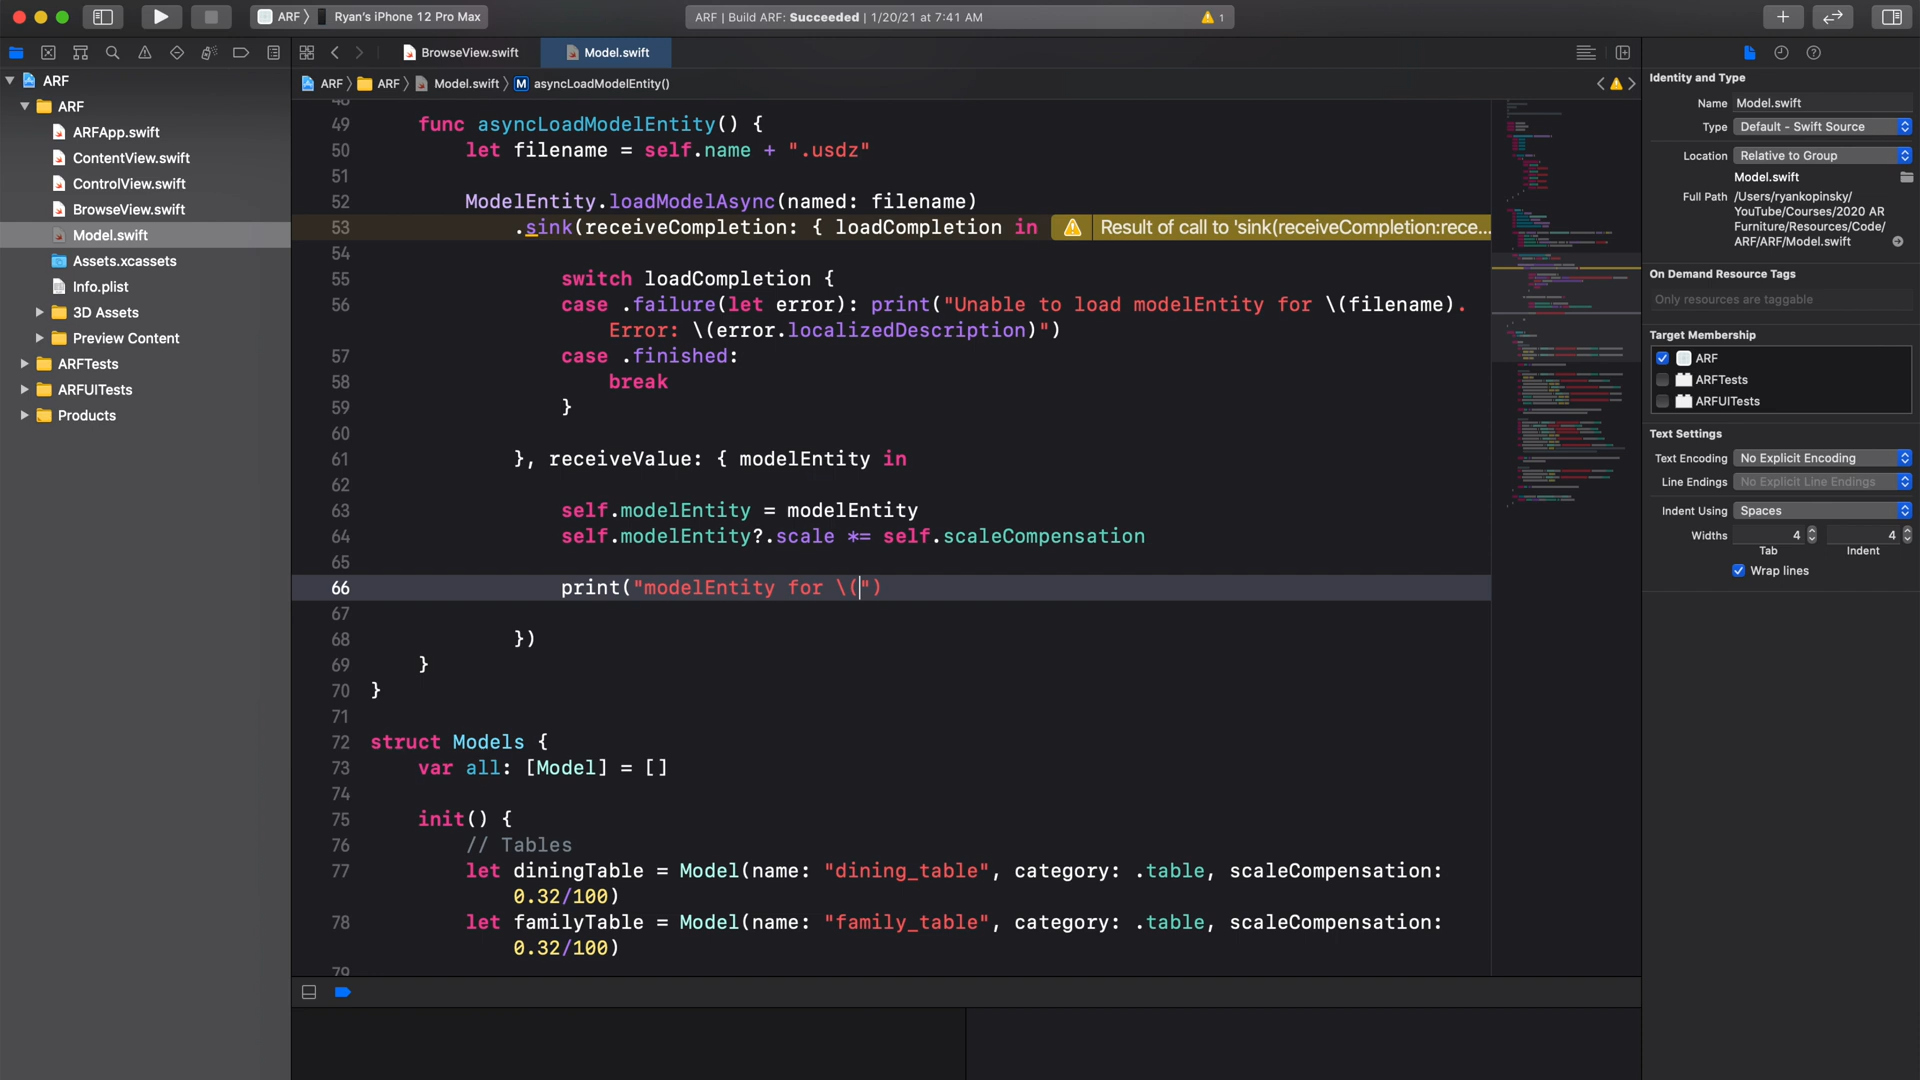 ARF
Ryan's iPhone 12 Pro Max
ARF | Build ARF: Succeeded | 1/20/21 at 7:41 AM
1
BrowseView.swift
Model.swift
ARF
ARF
Model.swift
M
asyncLoadModelEntity()
ARF
ARF
ARFApp.swift
ContentView.swift
ControlView.swift
BrowseView.swift
Model.swift
Assets.xcassets
Info.plist
3D Assets
Preview Content
ARFTests
ARFUITests
Products
48
49 func asyncLoadModelEntity() {
50 let filename = self.name + ".usdz"
51
52 ModelEntity.loadModelAsync(named: filename)
53 .sink(receiveCompletion: { loadCompletion in
Result of call to 'sink(receiveCompletion:rece...
54
55 switch loadCompletion {
56 case .failure(let error): print("Unable to load modelEntity for \(filename).
Error: \(error.localizedDescription)")
57 case .finished:
58 break
59 }
60
61 }, receiveValue: { modelEntity in
62
63 self.modelEntity = modelEntity
64 self.modelEntity?.scale *= self.scaleCompensation
65
66 print("modelEntity for \(")
67
68 })
69 }
70 }
71
72 struct Models {
73 var all: [Model] = []
74
75 init() {
76 // Tables
77 let diningTable = Model(name: "dining_table", category: .table, scaleCompensation:
0.32/100)
78 let familyTable = Model(name: "family_table", category: .table, scaleCompensation:
0.32/100)
79
Identity and Type
Name Model.swift
Type Default - Swift Source
Location Relative to Group
Model.swift
Full Path /Users/ryankopinsky/
YouTube/Courses/2020 AR
Furniture/Resources/Code/
ARF/ARF/Model.swift
On Demand Resource Tags
Only resources are taggable
Target Membership
ARF
ARFTests
ARFUITests
Text Settings
Text Encoding No Explicit Encoding
Line Endings No Explicit Line Endings
Indent Using Spaces
Widths 4 4
Tab Indent
Wrap lines